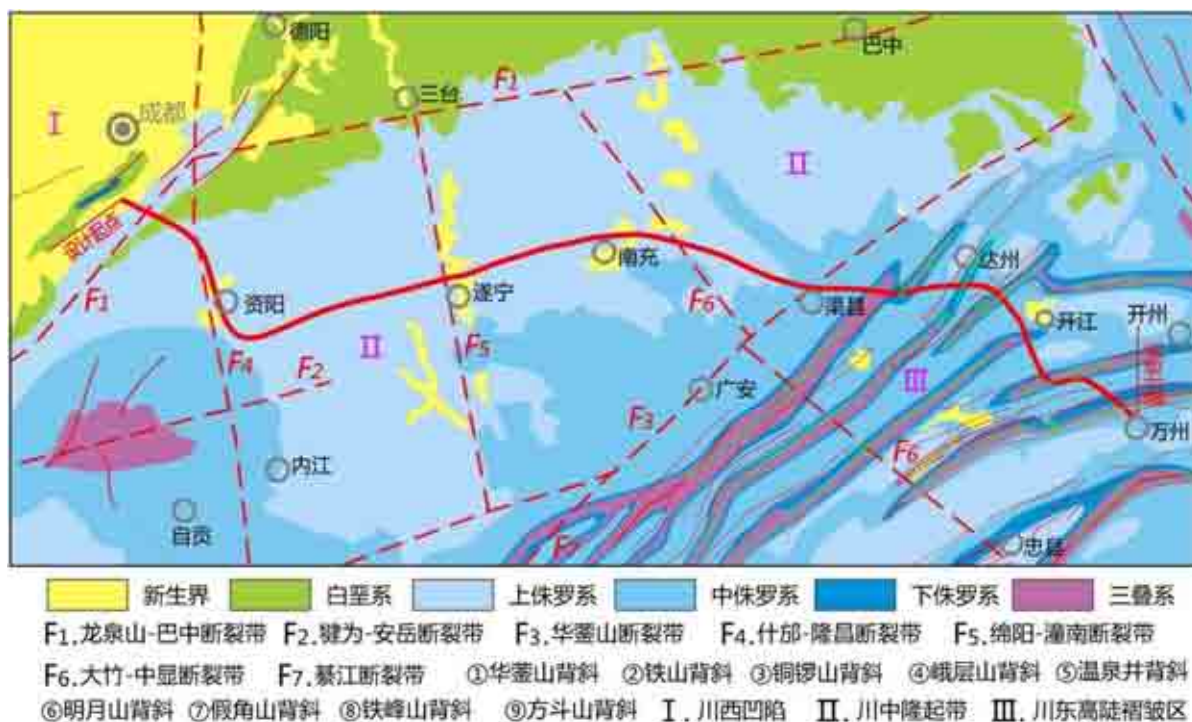 德阳
巴中
F1
三台
I
成都
II
设计起点
南充
达州
F1
资阳
遂宁
F6
渠县
开江
开州
F4
II
F5
F2
广安
III
F3
万州
内江
F6
自贡
F7
忠县
新生界 白垩系 上侏罗系 中侏罗系 下侏罗系 三叠系
F1.龙泉山-巴中断裂带 F2.犍为-安岳断裂带 F3.华蓥山断裂带 F4.什邡-隆昌断裂带 F5.绵阳-潼南断裂带
F6.大竹-中显断裂带 F7.綦江断裂带 ①华蓥山背斜 ②铁山背斜 ③铜锣山背斜 ④峨层山背斜 ⑤温泉井背斜
⑥明月山背斜 ⑦假角山背斜 ⑧铁峰山背斜 ⑨方斗山背斜 I.川西凹陷 II.川中隆起带 III.川东高陡褶皱区